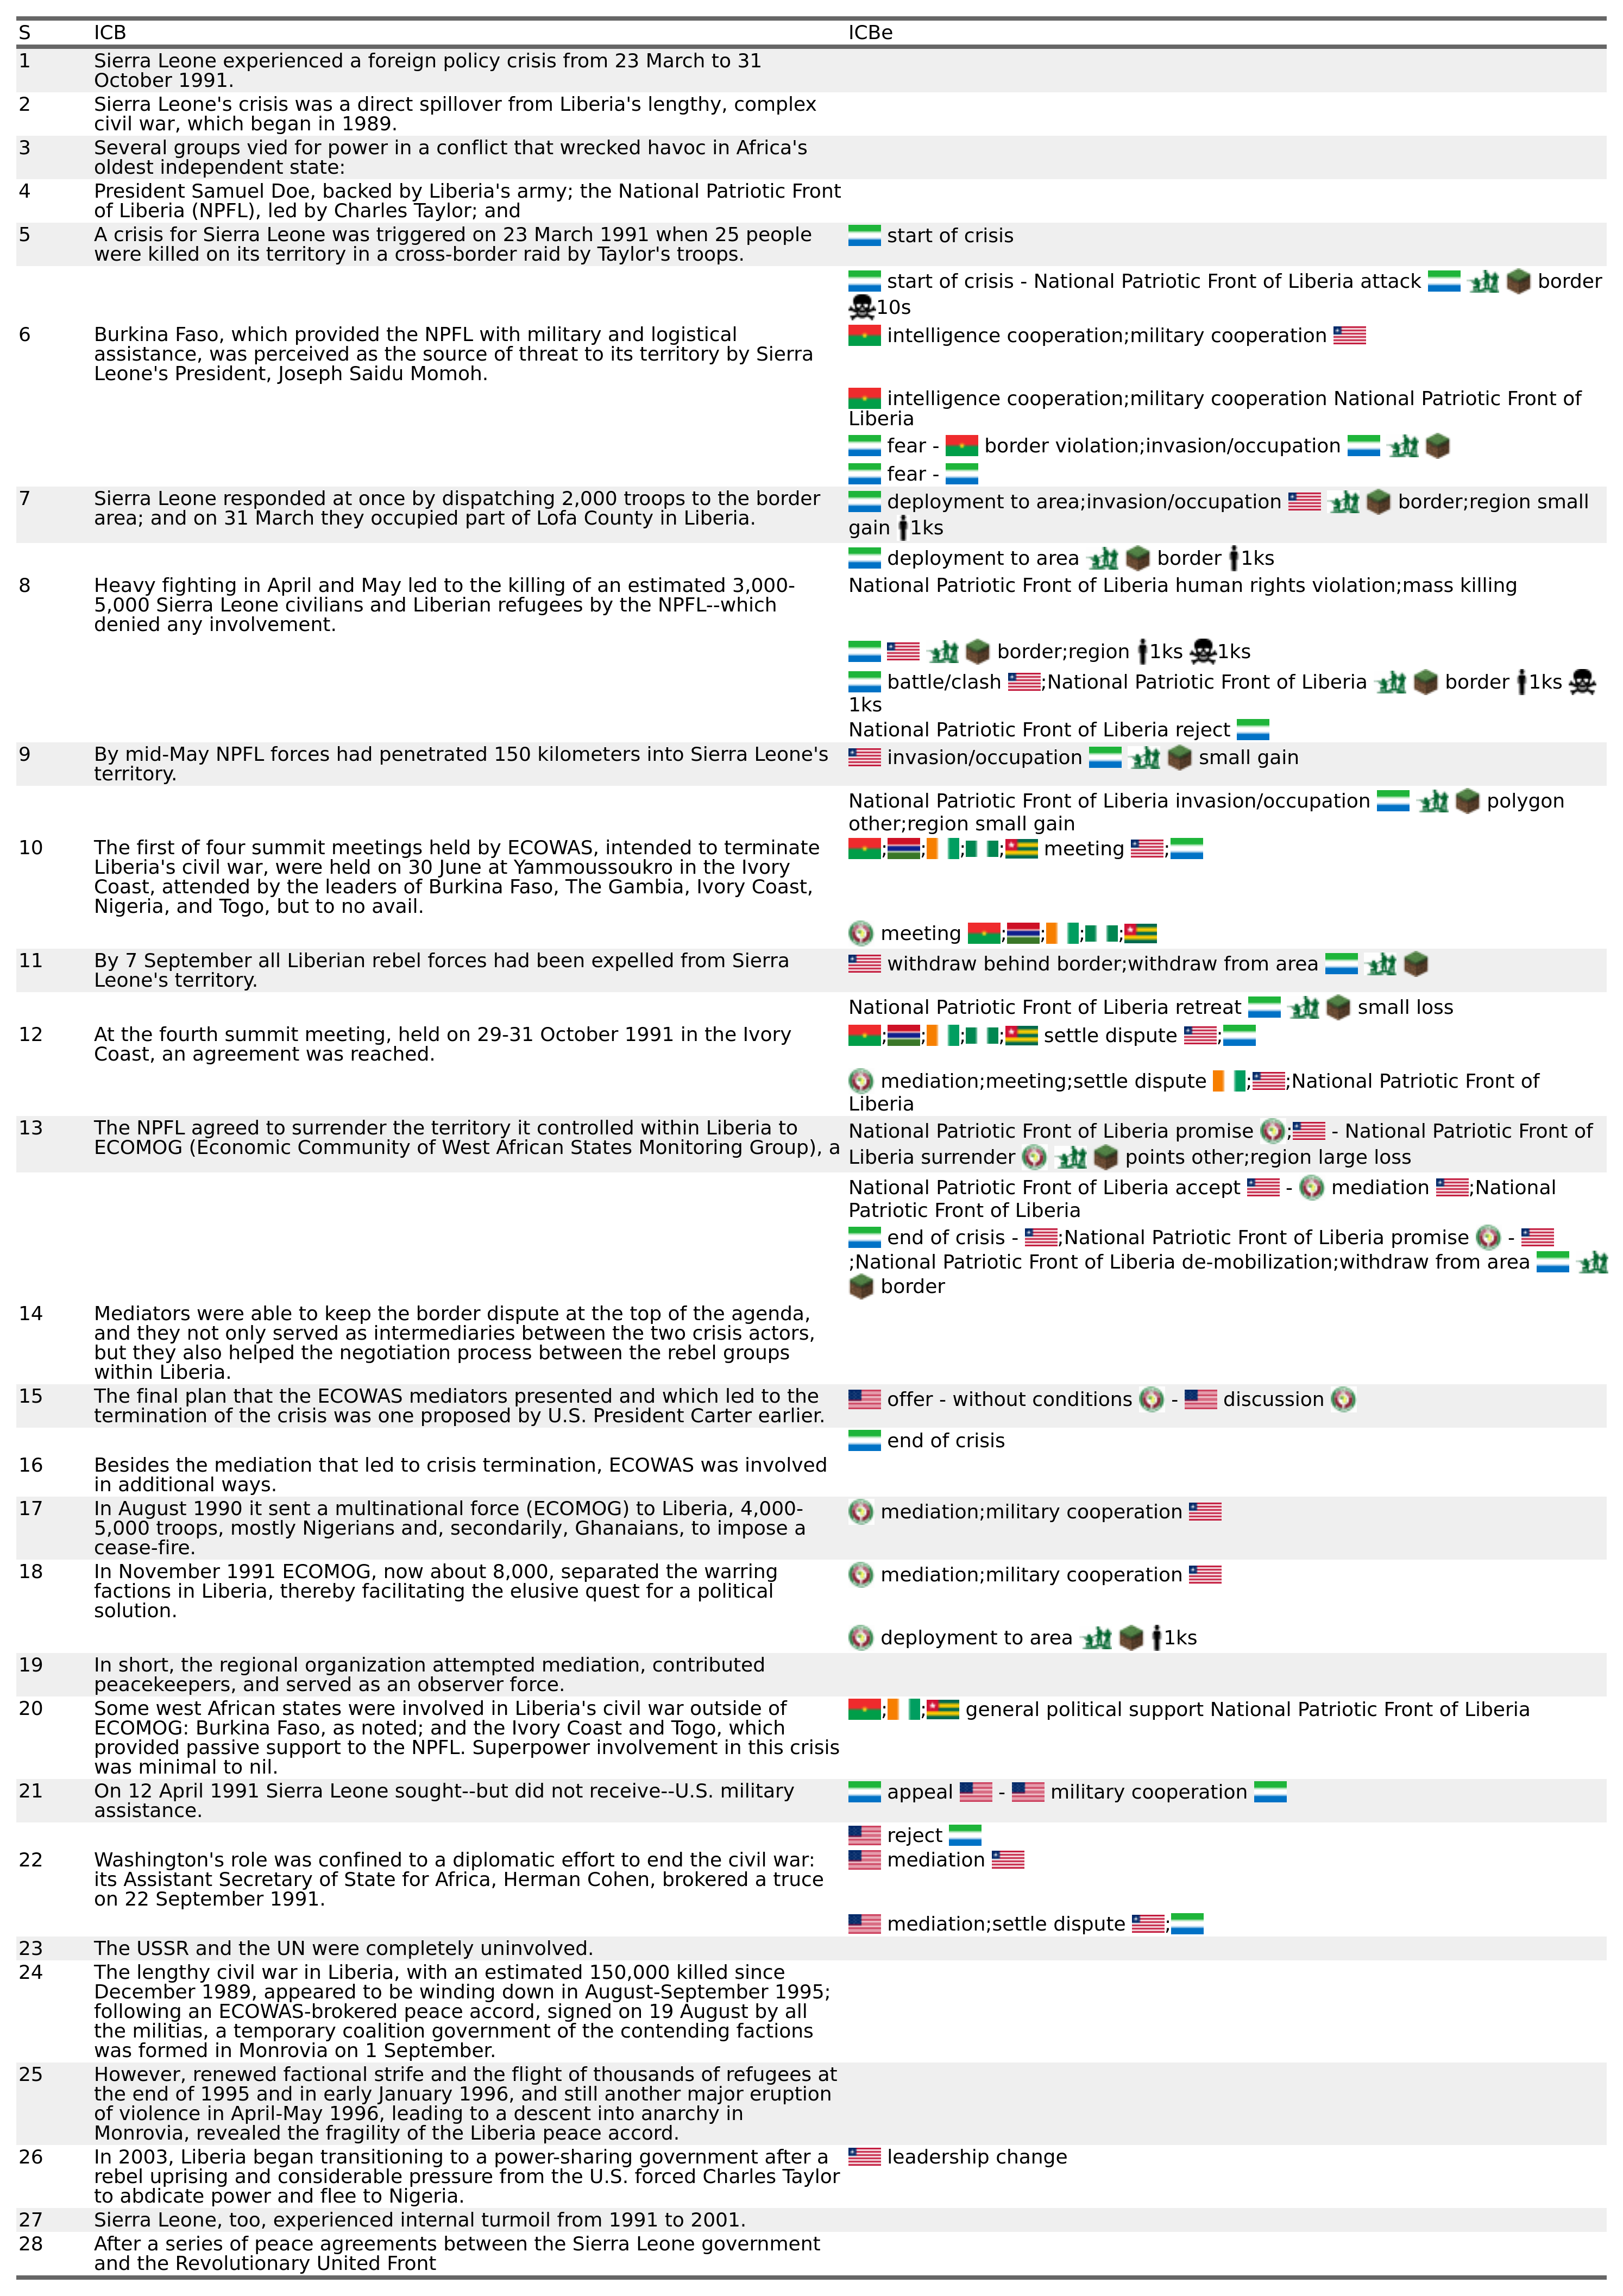 S ICB ICBe
1 Sierra Leone experienced a foreign policy crisis from 23 March to 31
October 1991.
2 Sierra Leone's crisis was a direct spillover from Liberia's lengthy, complex
civil war, which began in 1989.
3 Several groups vied for power in a conflict that wrecked havoc in Africa's
oldest independent state:
4 President Samuel Doe, backed by Liberia's army; the National Patriotic Front
of Liberia (NPFL), led by Charles Taylor; and
5 A crisis for Sierra Leone was triggered on 23 March 1991 when 25 people
were killed on its territory in a cross-border raid by Taylor's troops.
start of crisis
start of crisis - National Patriotic Front of Liberia attack border
10s
6 Burkina Faso, which provided the NPFL with military and logistical
assistance, was perceived as the source of threat to its territory by Sierra
Leone's President, Joseph Saidu Momoh.
intelligence cooperation;military cooperation
intelligence cooperation;military cooperation National Patriotic Front of
Liberia
fear - border violation;invasion/occupation
fear -
7 Sierra Leone responded at once by dispatching 2,000 troops to the border
area; and on 31 March they occupied part of Lofa County in Liberia.
deployment to area;invasion/occupation border;region small
gain 1ks
deployment to area border 1ks
8 Heavy fighting in April and May led to the killing of an estimated 3,000-
5,000 Sierra Leone civilians and Liberian refugees by the NPFL--which
denied any involvement.
National Patriotic Front of Liberia human rights violation;mass killing
border;region 1ks 1ks
battle/clash ;National Patriotic Front of Liberia border 1ks
1ks
National Patriotic Front of Liberia reject
9 By mid-May NPFL forces had penetrated 150 kilometers into Sierra Leone's
territory.
invasion/occupation small gain
National Patriotic Front of Liberia invasion/occupation polygon
other;region small gain
10 The first of four summit meetings held by ECOWAS, intended to terminate
Liberia's civil war, were held on 30 June at Yammoussoukro in the Ivory
Coast, attended by the leaders of Burkina Faso, The Gambia, Ivory Coast,
Nigeria, and Togo, but to no avail.
; ; ; ; meeting ;
meeting ; ; ; ;
11 By 7 September all Liberian rebel forces had been expelled from Sierra
Leone's territory.
withdraw behind border;withdraw from area
National Patriotic Front of Liberia retreat small loss
12 At the fourth summit meeting, held on 29-31 October 1991 in the Ivory
Coast, an agreement was reached.
; ; ; ; settle dispute ;
mediation;meeting;settle dispute ; ;National Patriotic Front of
Liberia
13 The NPFL agreed to surrender the territory it controlled within Liberia to
ECOMOG (Economic Community of West African States Monitoring Group), a
National Patriotic Front of Liberia promise ; - National Patriotic Front of
Liberia surrender points other;region large loss
National Patriotic Front of Liberia accept - mediation ;National
Patriotic Front of Liberia
end of crisis - ;National Patriotic Front of Liberia promise -
;National Patriotic Front of Liberia de-mobilization;withdraw from area
border
14 Mediators were able to keep the border dispute at the top of the agenda,
and they not only served as intermediaries between the two crisis actors,
but they also helped the negotiation process between the rebel groups
within Liberia.
15 The final plan that the ECOWAS mediators presented and which led to the
termination of the crisis was one proposed by U.S. President Carter earlier.
offer - without conditions - discussion
end of crisis
16 Besides the mediation that led to crisis termination, ECOWAS was involved
in additional ways.
17 In August 1990 it sent a multinational force (ECOMOG) to Liberia, 4,000-
5,000 troops, mostly Nigerians and, secondarily, Ghanaians, to impose a
cease-fire.
mediation;military cooperation
18 In November 1991 ECOMOG, now about 8,000, separated the warring
factions in Liberia, thereby facilitating the elusive quest for a political
solution.
mediation;military cooperation
deployment to area 1ks
19 In short, the regional organization attempted mediation, contributed
peacekeepers, and served as an observer force.
20 Some west African states were involved in Liberia's civil war outside of
ECOMOG: Burkina Faso, as noted; and the Ivory Coast and Togo, which
provided passive support to the NPFL. Superpower involvement in this crisis
was minimal to nil.
; ; general political support National Patriotic Front of Liberia
21 On 12 April 1991 Sierra Leone sought--but did not receive--U.S. military
assistance.
appeal - military cooperation
reject
22 Washington's role was confined to a diplomatic effort to end the civil war:
its Assistant Secretary of State for Africa, Herman Cohen, brokered a truce
on 22 September 1991.
mediation
mediation;settle dispute ;
23 The USSR and the UN were completely uninvolved.
24 The lengthy civil war in Liberia, with an estimated 150,000 killed since
December 1989, appeared to be winding down in August-September 1995;
following an ECOWAS-brokered peace accord, signed on 19 August by all
the militias, a temporary coalition government of the contending factions
was formed in Monrovia on 1 September.
25 However, renewed factional strife and the flight of thousands of refugees at
the end of 1995 and in early January 1996, and still another major eruption
of violence in April-May 1996, leading to a descent into anarchy in
Monrovia, revealed the fragility of the Liberia peace accord.
26 In 2003, Liberia began transitioning to a power-sharing government after a
rebel uprising and considerable pressure from the U.S. forced Charles Taylor
to abdicate power and flee to Nigeria.
leadership change
27 Sierra Leone, too, experienced internal turmoil from 1991 to 2001.
28 After a series of peace agreements between the Sierra Leone government
and the Revolutionary United Front